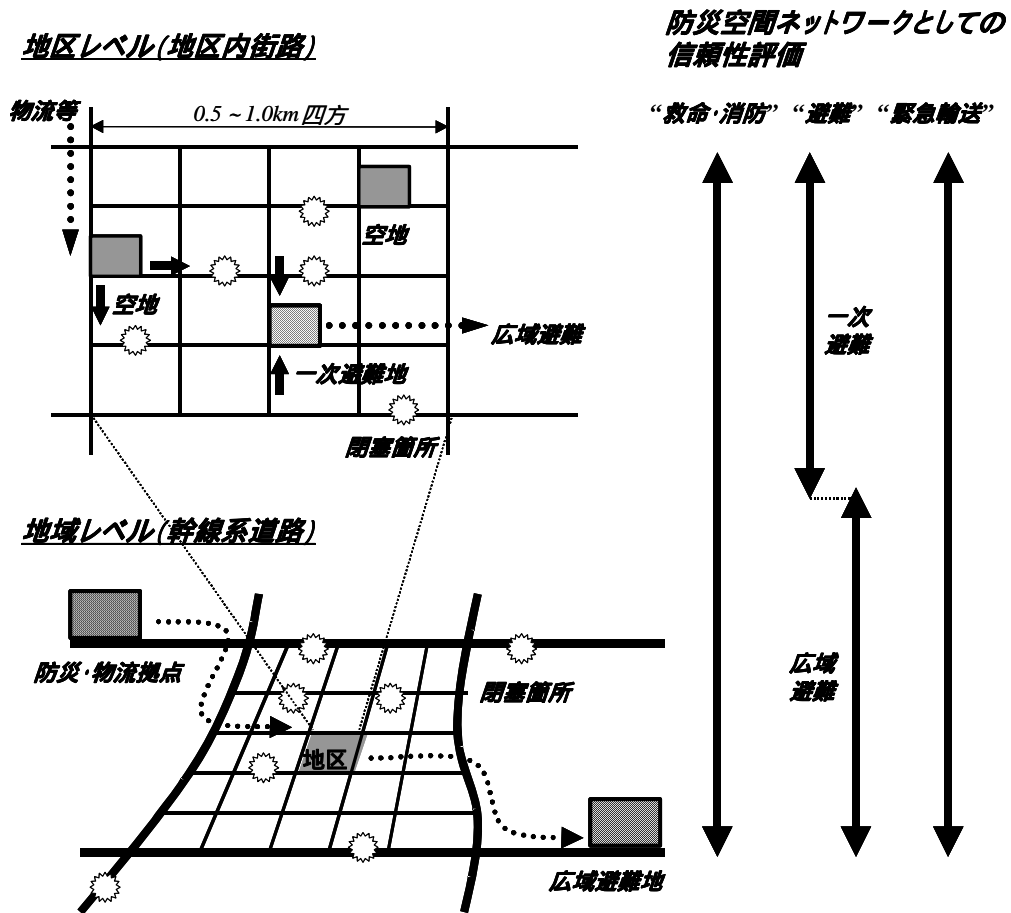 防災空間ネットワークとしての
信頼性評価
地区レベル(地区内街路)
物流等
0.5 ~1.0km四方
“救命·消防” “避難” “緊急輸送”
空地
空地
一次
避難
広域避難
一次避難地
閉塞箇所
地域レベル(幹線系道路)
防災·物流拠点
閉塞箇所
広域
避難
地区
広域避難地